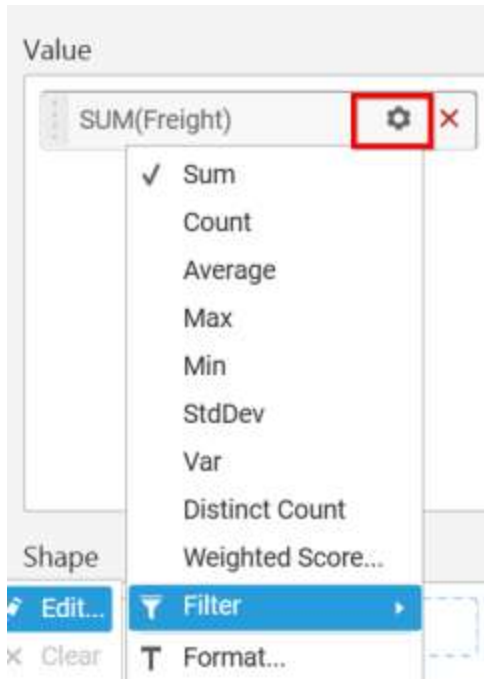 Value
SUM(Freight)
Sum
Count
Average
Max
Min
StdDev
Var
Distinct Count
Shape
Weighted Score...
Edit...
Filter
Clear
Format...